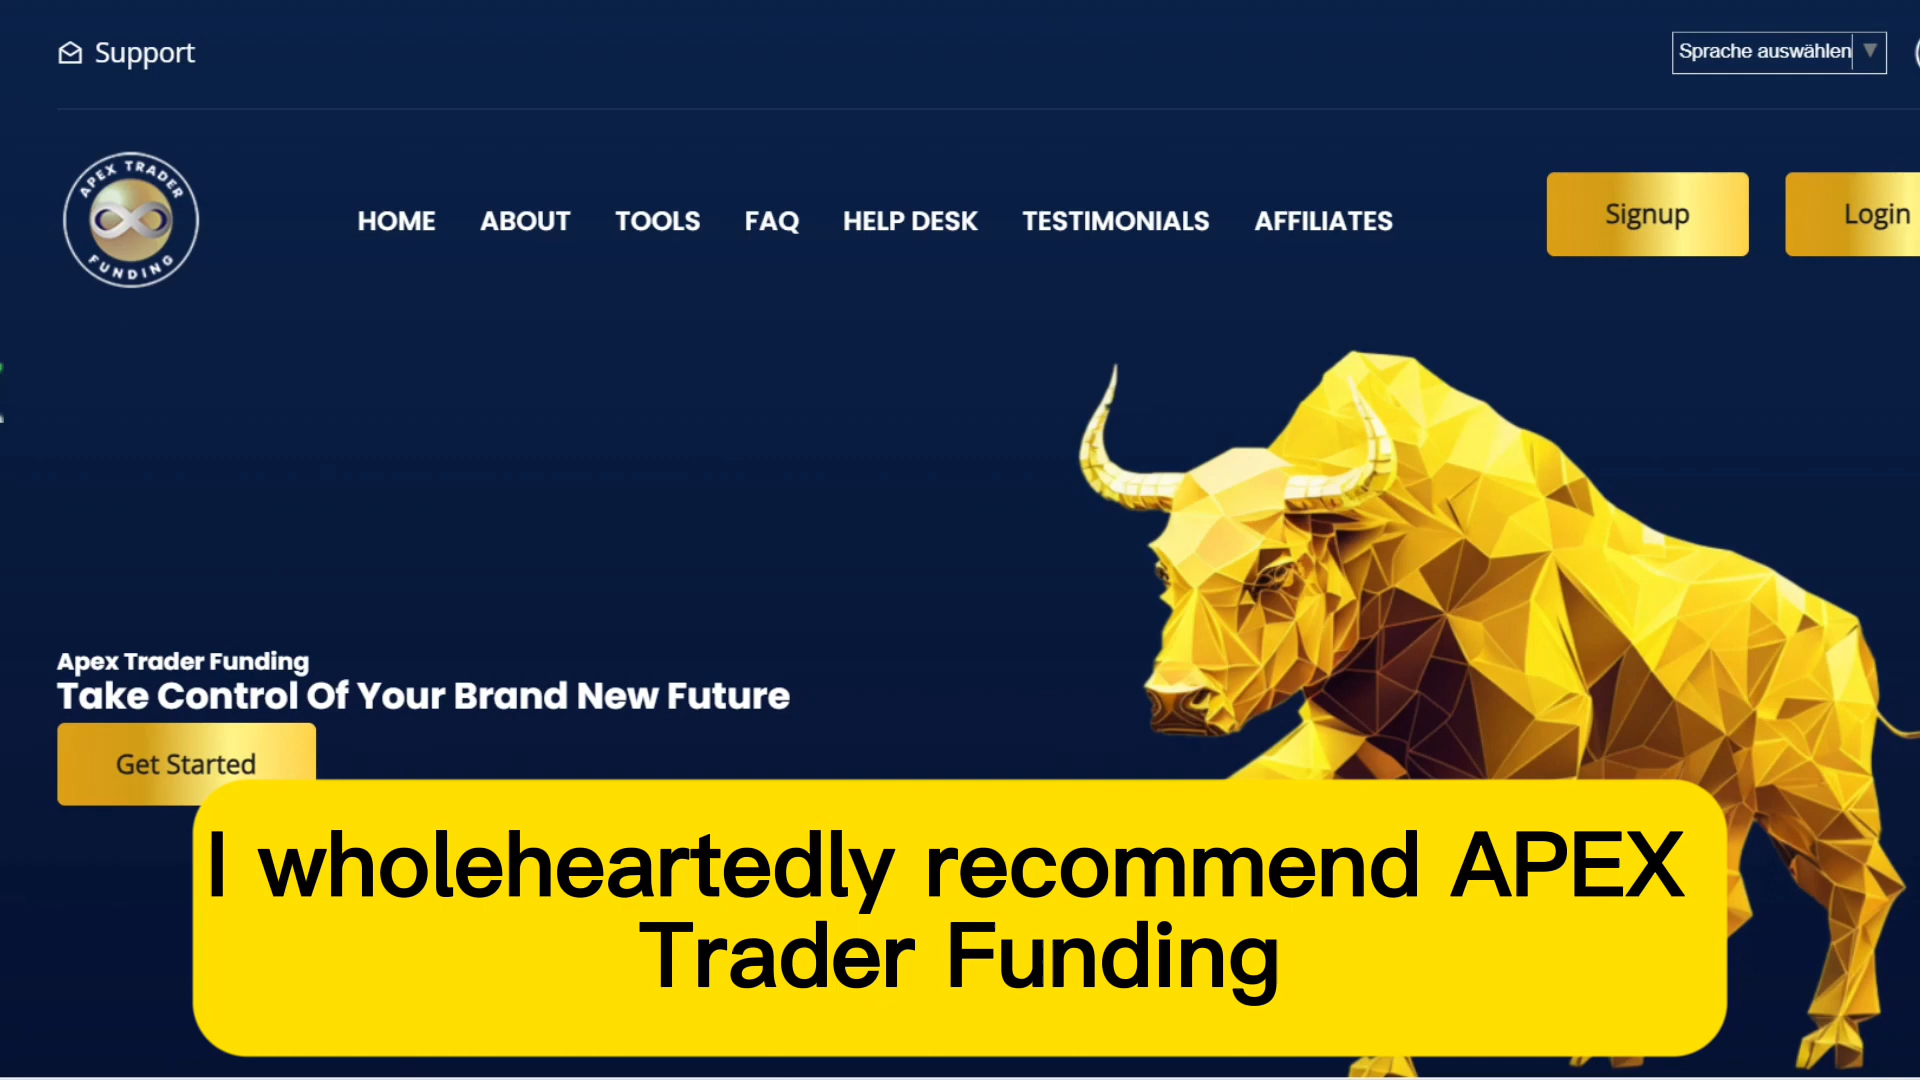 Support
Sprache auswählen
APEX TRADER
FUNDING
HOME ABOUT TOOLS FAQ HELP DESK TESTIMONIALS AFFILIATES
Signup
Login
Apex Trader Funding
Take Control Of Your Brand New Future
Get Started
I wholeheartedly recommend APEX
Trader Funding